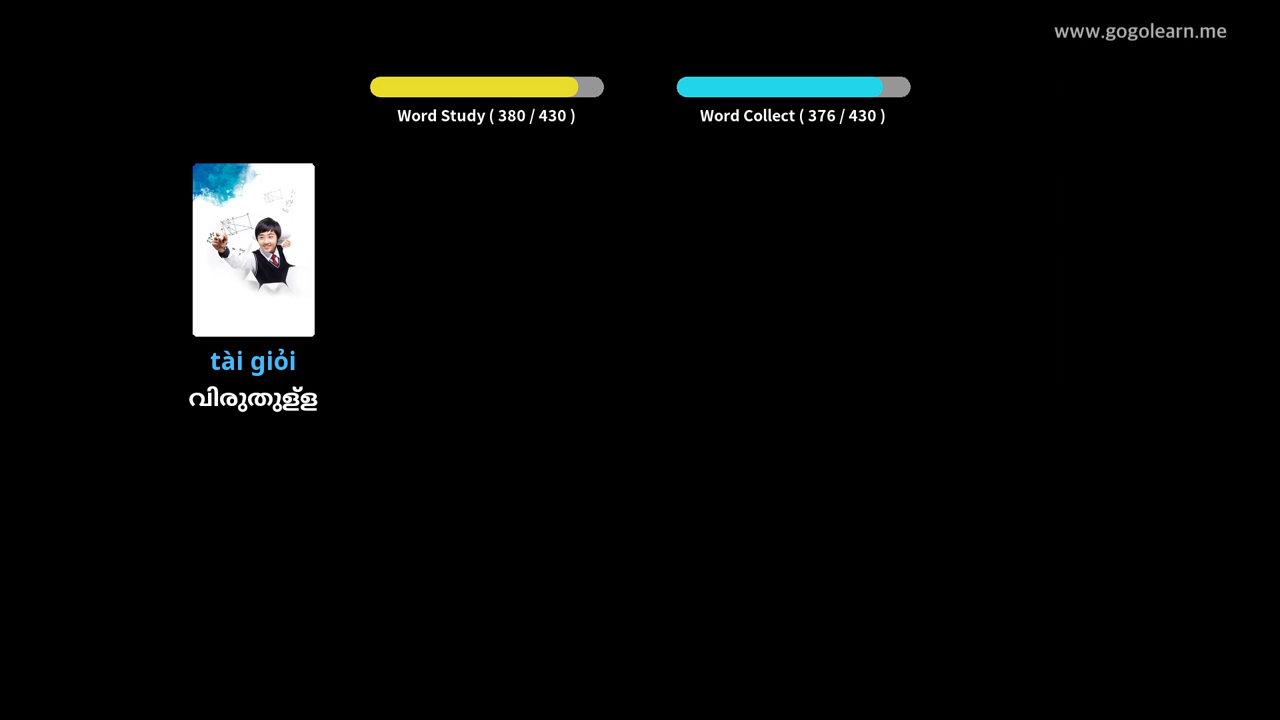 www.gogolearn.me
Word Study ( 380 / 430 )
Word Collect ( 376 / 430 )
tài giỏi
വിരുതുള്ള